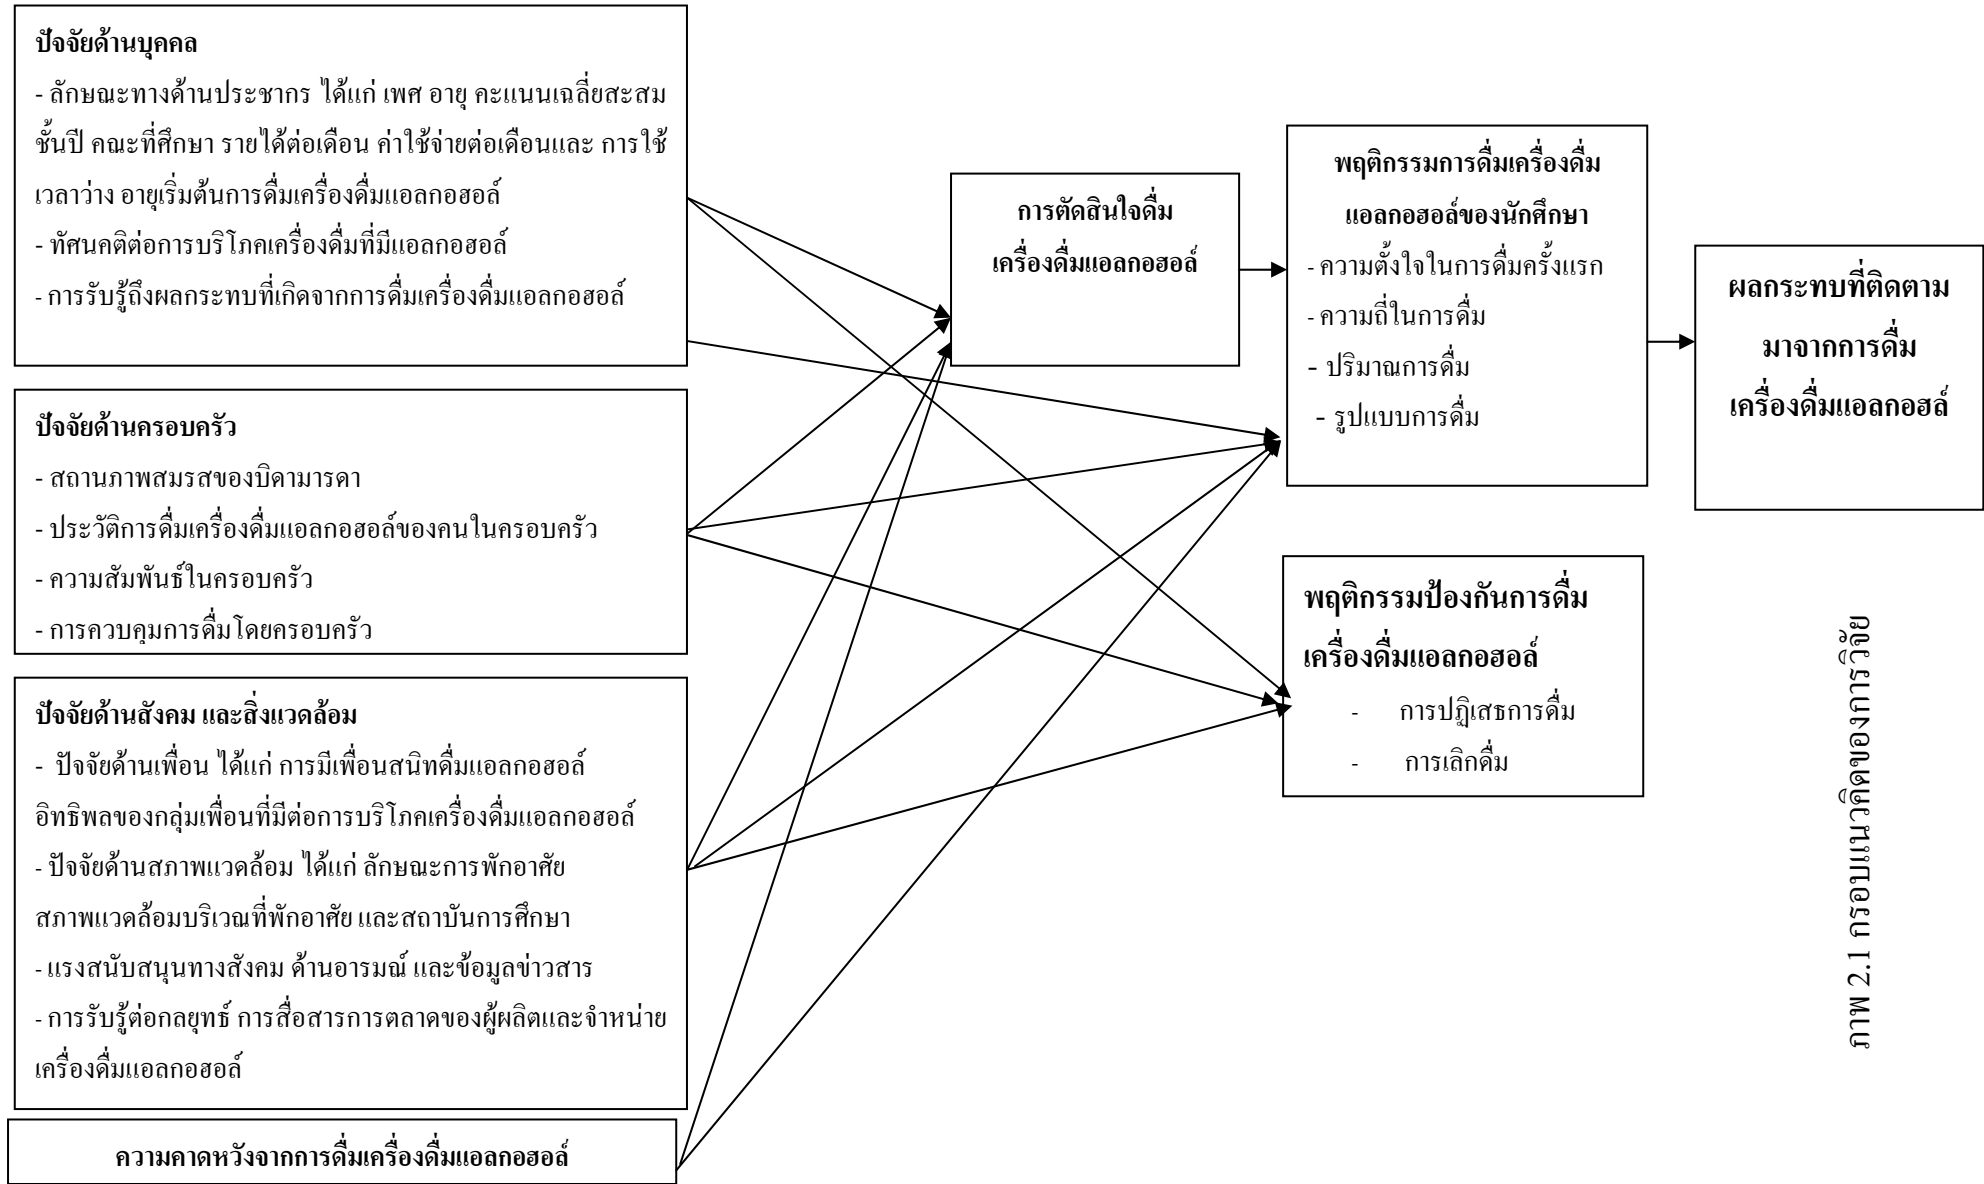 ปัจจัยด้านบุคคล
- ลักษณะทางด้านประชากร ได้แก่ เพศ อายุ คะแนนเฉลี่ยสะสม
ชั้นปี คณะที่ศึกษา รายได้ต่อเดือน ค่าใช้จ่ายต่อเดือนและ การใช้
เวลาว่าง อายุเริ่มต้นการดื่มเครื่องดื่มแอลกอฮอล์
- ทัศนคติต่อการบริโภคเครื่องดื่มที่มีแอลกอฮอล์
- การรับรู้ถึงผลกระทบที่เกิดจากการดื่มเครื่องดื่มแอลกอฮอล์
ปัจจัยด้านครอบครัว
- สถานภาพสมรสของบิดามารดา
- ประวัติการดื่มเครื่องดื่มแอลกอฮอล์ของคนในครอบครัว
- ความสัมพันธ์ในครอบครัว
- การควบคุมการดื่มโดยครอบครัว
ปัจจัยด้านสังคม และสิ่งแวดล้อม
- ปัจจัยด้านเพื่อน ได้แก่ การมีเพื่อนสนิทดื่มแอลกอฮอล์
อิทธิพลของกลุ่มเพื่อนที่มีต่อการบริโภคเครื่องดื่มแอลกอฮอล์
- ปัจจัยด้านสภาพแวดล้อม ได้แก่ ลักษณะการพักอาศัย
สภาพแวดล้อมบริเวณที่พักอาศัย และสถาบันการศึกษา
- แรงสนับสนุนทางสังคม ด้านอารมณ์ และข้อมูลข่าวสาร
- การรับรู้ต่อกลยุทธ์ การสื่อสารการตลาดของผู้ผลิตและจำหน่าย
เครื่องดื่มแอลกอฮอล์
ความคาดหวังจากการดื่มเครื่องดื่มแอลกอฮอล์
การตัดสินใจดื่ม
เครื่องดื่มแอลกอฮอล์
พฤติกรรมการดื่มเครื่องดื่ม
แอลกอฮอล์ของนักศึกษา
- ความตั้งใจในการดื่มครั้งแรก
- ความถี่ในการดื่ม
- ปริมาณการดื่ม
- รูปแบบการดื่ม
พฤติกรรมป้องกันการดื่ม
เครื่องดื่มแอลกอฮอล์
- การปฏิเสธการดื่ม
- การเลิกดื่ม
ผลกระทบที่ติดตาม
มาจากการดื่ม
เครื่องดื่มแอลกอฮล์
ภาพ 2.1 กรอบแนวคิดของการวิจัย